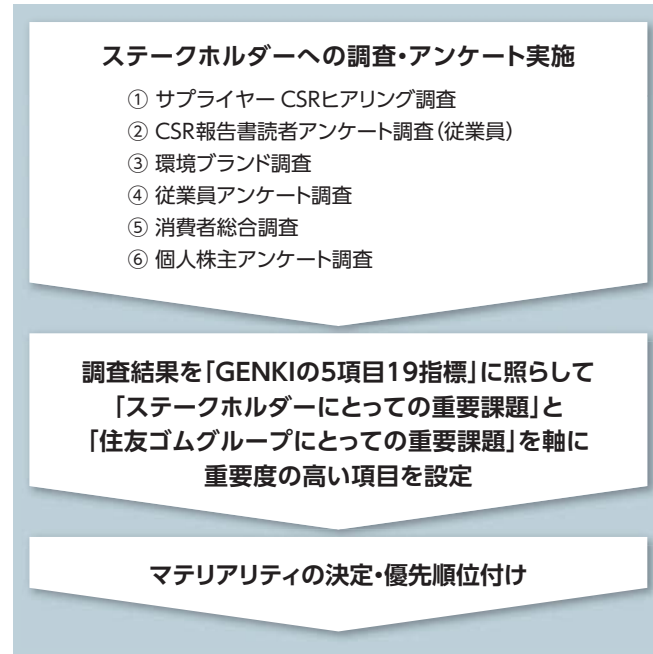 ステークホルダーへの調査・アンケート実施
① サプライヤー CSRヒアリング調査
② CSR報告書読者アンケート調査（従業員）
③ 環境ブランド調査
④ 従業員アンケート調査
⑤ 消費者総合調査
⑥ 個人株主アンケート調査
調査結果を「GENKIの5項目19指標」に照らして
「ステークホルダーにとっての重要課題」と
「住友ゴムグループにとっての重要課題」を軸に
重要度の高い項目を設定
マテリアリティの決定・優先順位付け